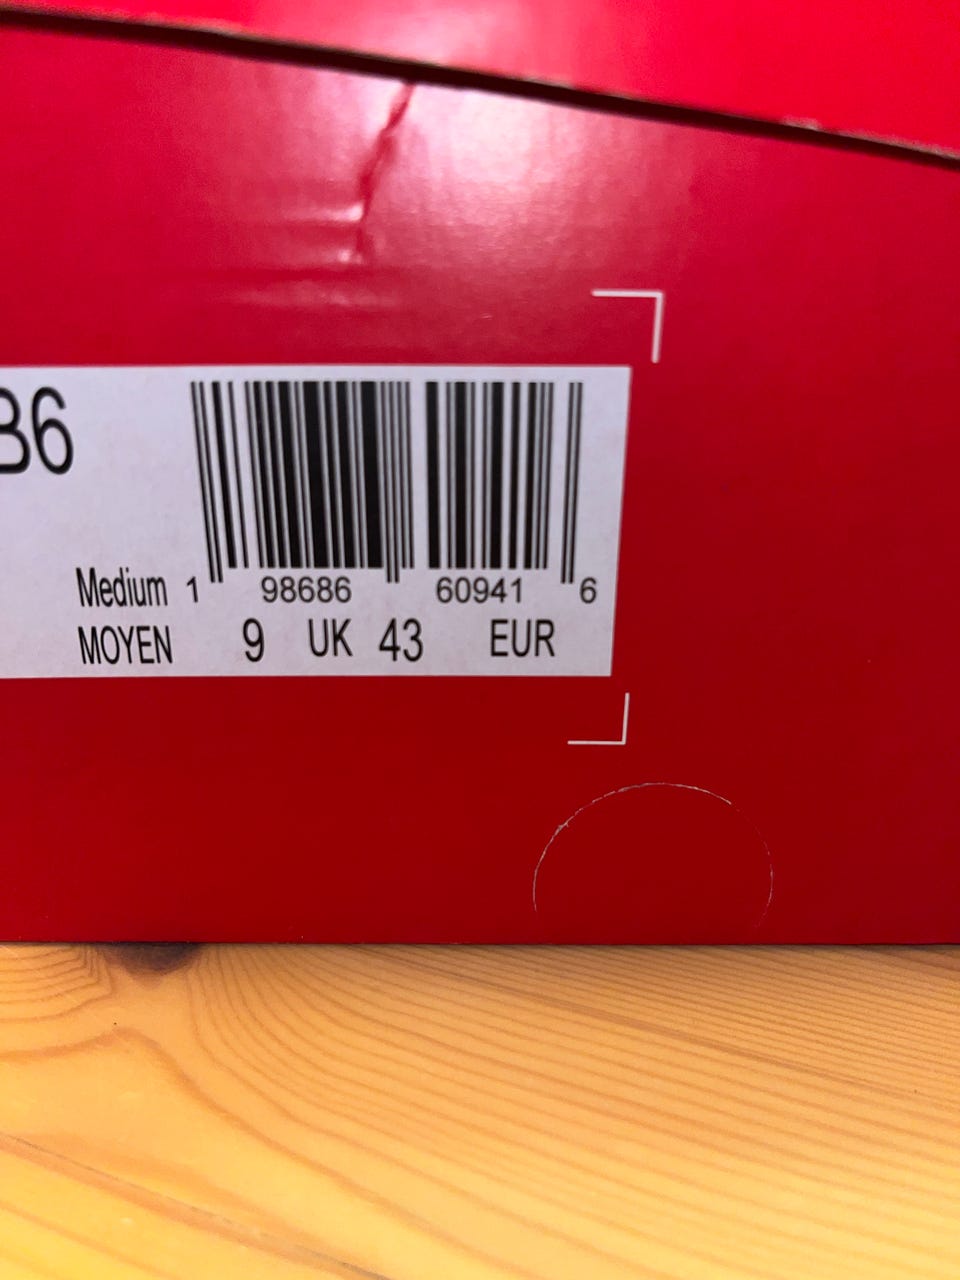 B6
Medium 1 98686 60941 6
MOYEN 9 UK 43 EUR